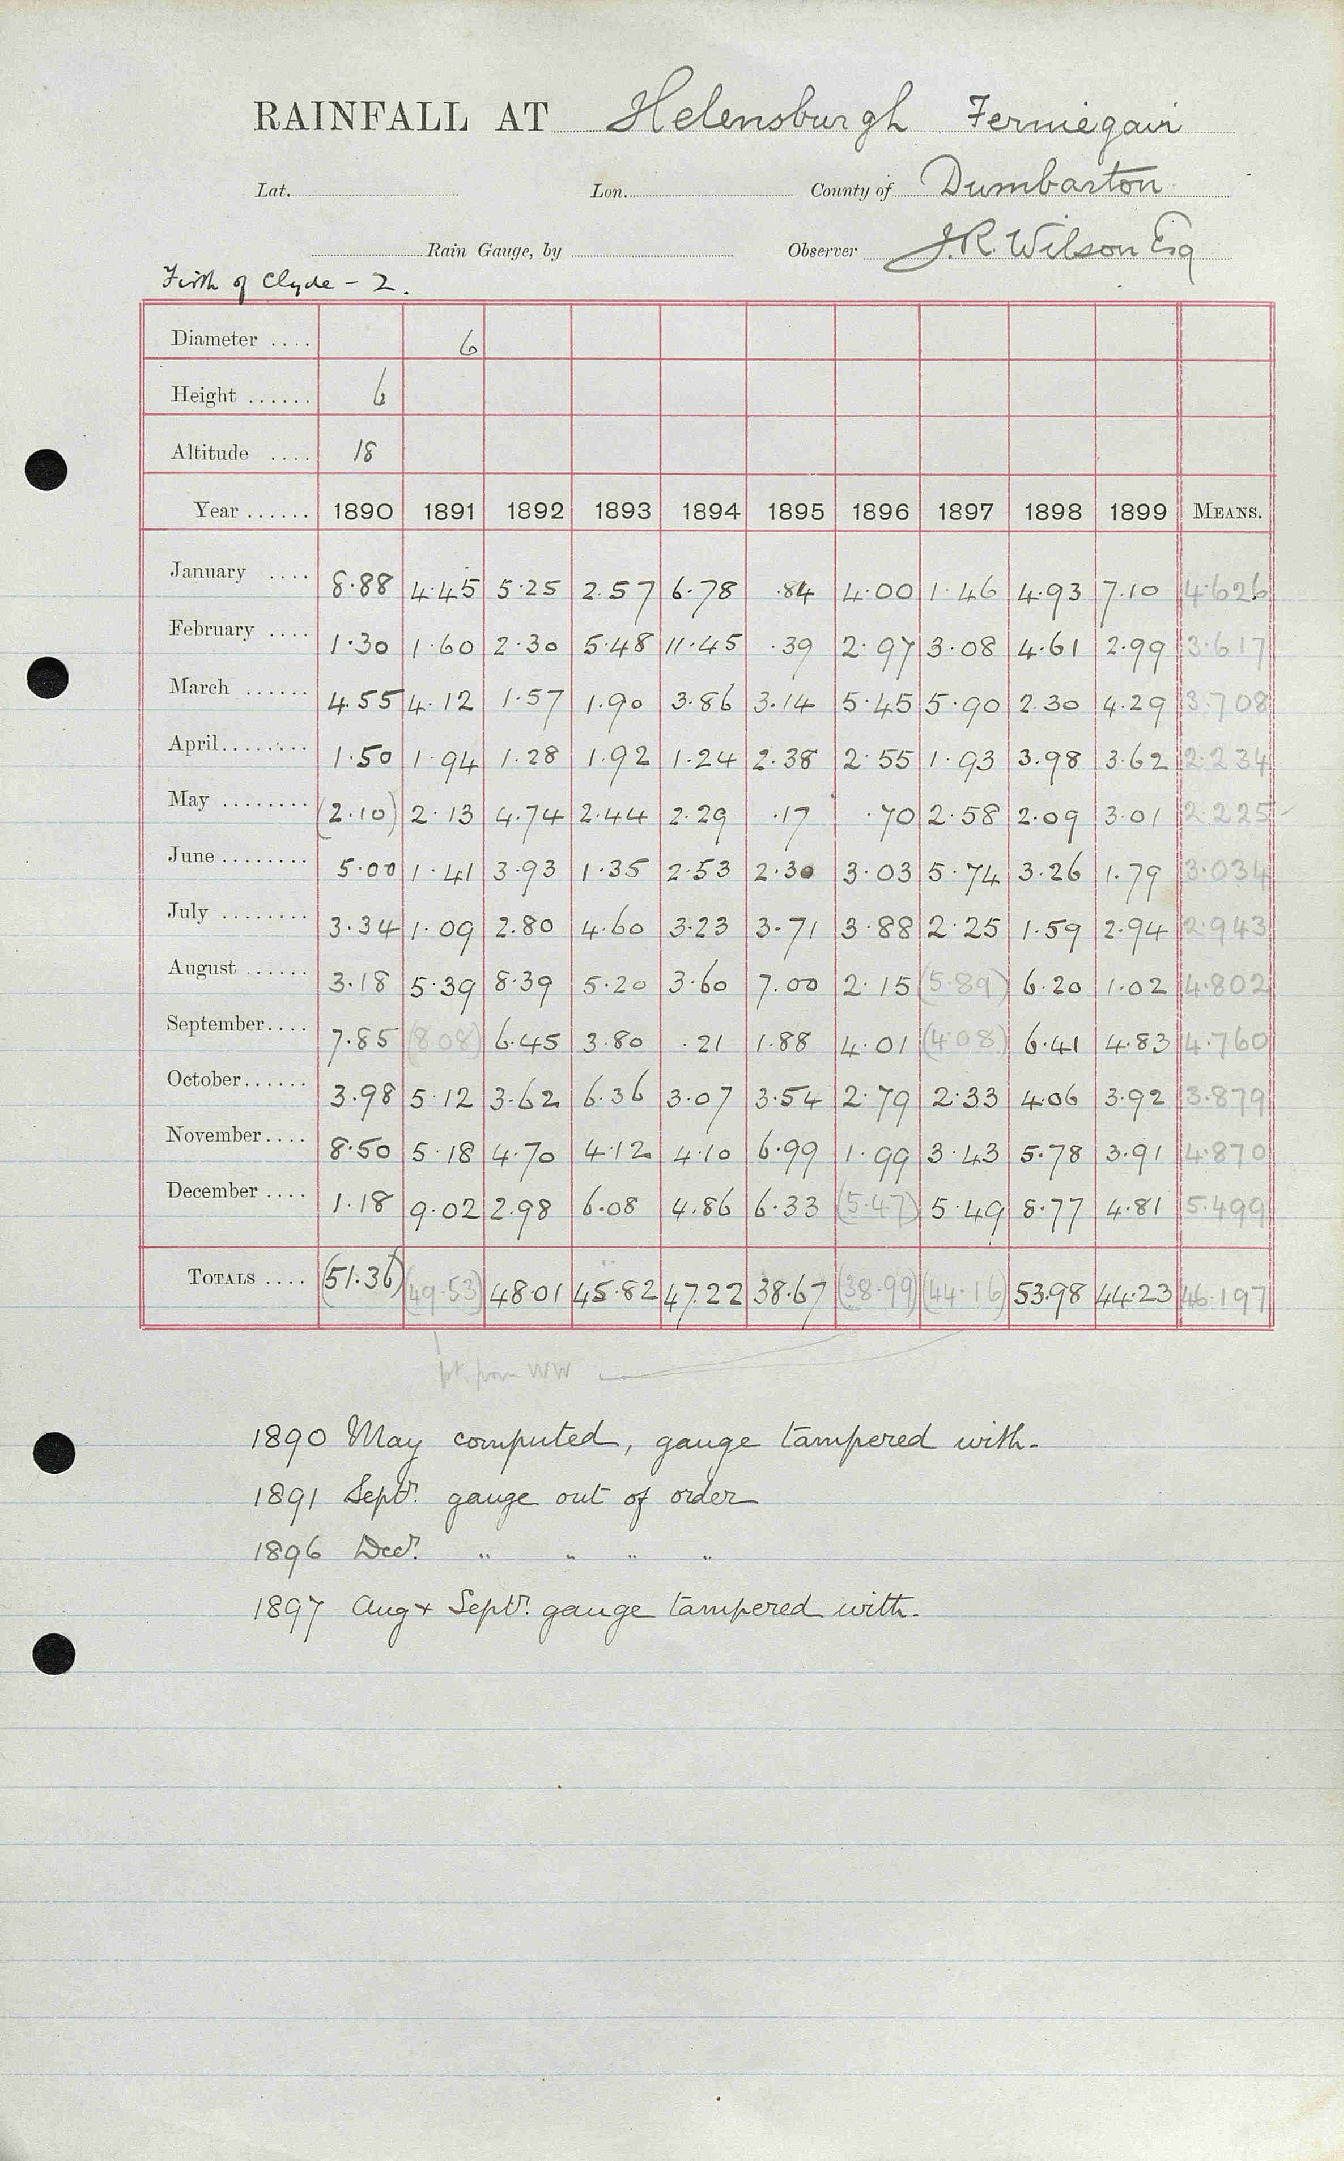 RAINFALL AT Helensburgh Ferniegair
Lat. Lon. County of Dumbarton
Rain Gauge, by Observer J.R. Wilson Esq
Firth of Clyde - 2.
Diameter .... 6
Height ...... 6
Altitude .... 18
Year ...... 1890 1891 1892 1893 1894 1895 1896 1897 1898 1899 MEANS.
January .... 8.88 4.45 5.25 2.57 6.78 .84 4.00 1.46 4.93 7.10 4.626
February .... 1.30 1.60 2.30 5.48 11.45 .39 2.97 3.08 4.61 2.99 3.617
March ...... 4.55 4.12 1.57 1.90 3.86 3.14 5.45 5.90 2.30 4.29 3.708
April........ 1.50 1.94 1.28 1.92 1.24 2.38 2.55 1.93 3.98 3.62 2.234
May ........ (2.10) 2.13 4.74 2.44 2.29 .17 .70 2.58 2.09 3.01 2.225
June ........ 5.00 1.41 3.93 1.35 2.53 2.30 3.03 5.74 3.26 1.79 3.034
July ........ 3.34 1.09 2.80 4.60 3.23 3.71 3.88 2.25 1.59 2.94 2.943
August ...... 3.18 5.39 8.39 5.20 3.60 7.00 2.15 (5.89) 6.20 1.02 4.802
September.... 7.85 (8.08) 6.45 3.80 .21 1.88 4.01 (4.08) 6.41 4.83 4.760
October...... 3.98 5.12 3.62 6.36 3.07 3.54 2.79 2.33 4.06 3.92 3.879
November.... 8.50 5.18 4.70 4.12 4.10 6.99 1.99 3.43 5.78 3.91 4.870
December .... 1.18 9.02 2.98 6.08 4.86 6.33 (5.47) 5.49 8.77 4.81 5.499
TOTALS .... (51.36) (49.53) 48.01 45.82 47.22 38.67 (38.99) (44.16) 53.98 44.23 46.197
from WW
1890 May computed, gauge tampered with.
1891 Septr. gauge out of order
1896 Decr. " " " "
1897 Aug + Septr. gauge tampered with.